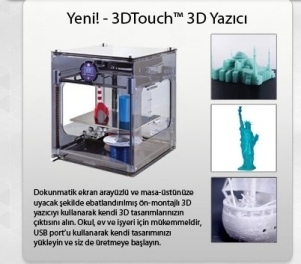 Yeni! - 3DTouch™ 3D Yazıcı
Dokunmatik ekran arayüzlü ve masa-üstünüze
uyacak şekilde ebatlandırılmış ön-montajlı 3D
yazıcıyı kullanarak kendi 3D tasarımlarınızın
çıktısını alın. Okul, ev ve işyeri için mükemmeldir,
USB port'u kullanarak kendi tasarımınızı
yükleyin ve siz de üretmeye başlayın.